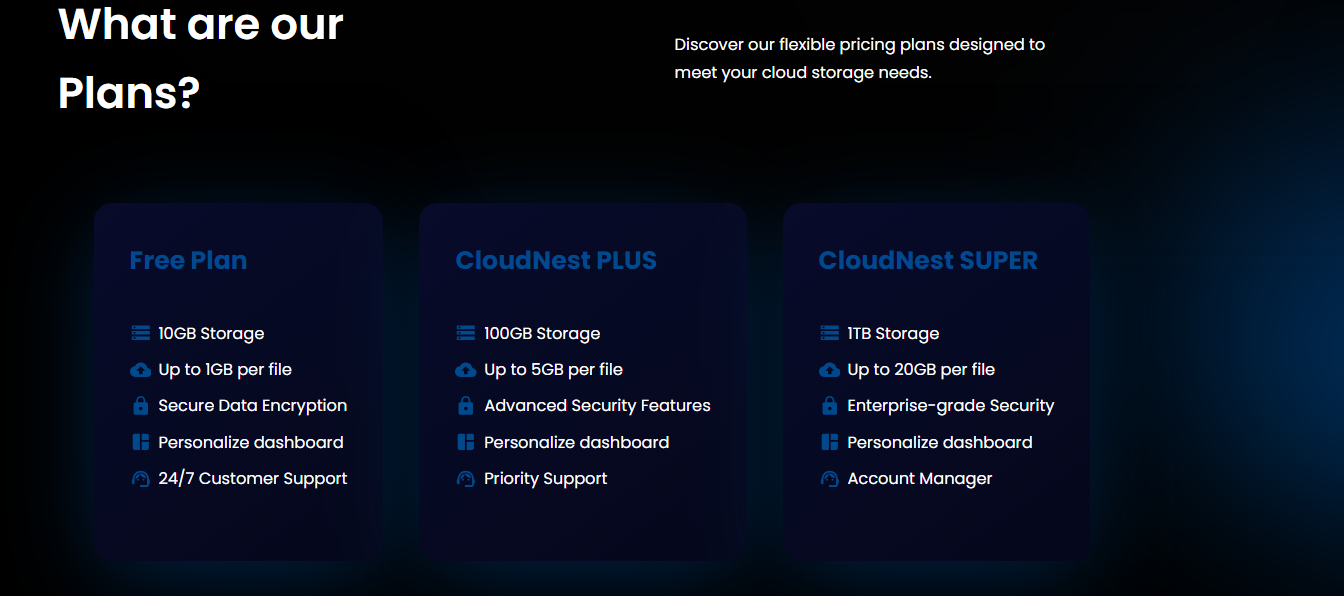 What are our
Plans?
Discover our flexible pricing plans designed to
meet your cloud storage needs.
Free Plan
10GB Storage
Up to 1GB per file
Secure Data Encryption
Personalize dashboard
24/7 Customer Support
CloudNest PLUS
100GB Storage
Up to 5GB per file
Advanced Security Features
Personalize dashboard
Priority Support
CloudNest SUPER
1TB Storage
Up to 20GB per file
Enterprise-grade Security
Personalize dashboard
Account Manager